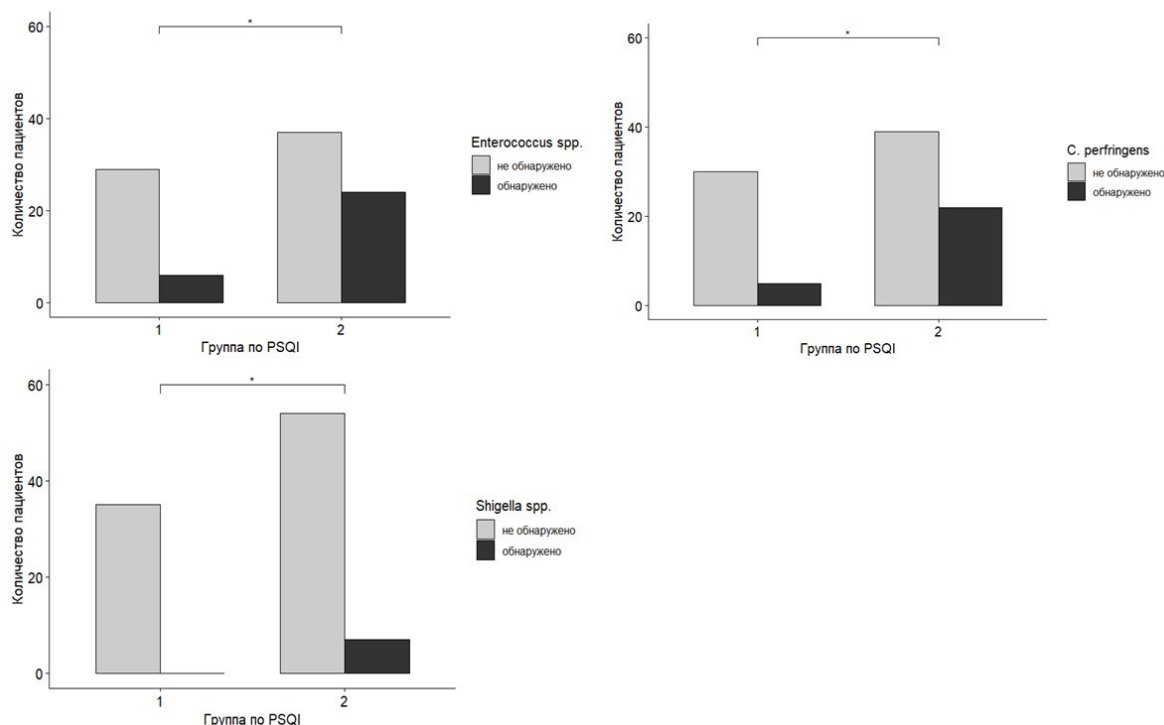 *
60
40
20
0
Количество пациентов
1
2
Группа по PSQI
Enterococcus spp.
не обнаружено
обнаружено
*
60
40
20
0
Количество пациентов
1
2
Группа по PSQI
C. perfringens
не обнаружено
обнаружено
*
60
40
20
0
Количество пациентов
1
2
Группа по PSQI
Shigella spp.
не обнаружено
обнаружено